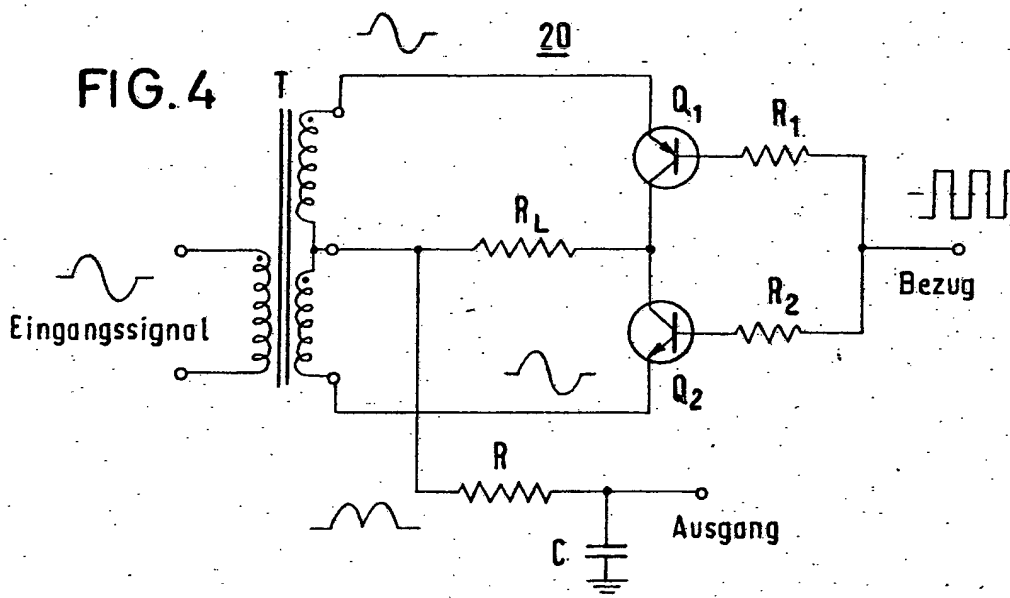 20
FIG. 4
T
Q1
R1
RL
Eingangssignal
Bezug
R2
Q2
R
Ausgang
C